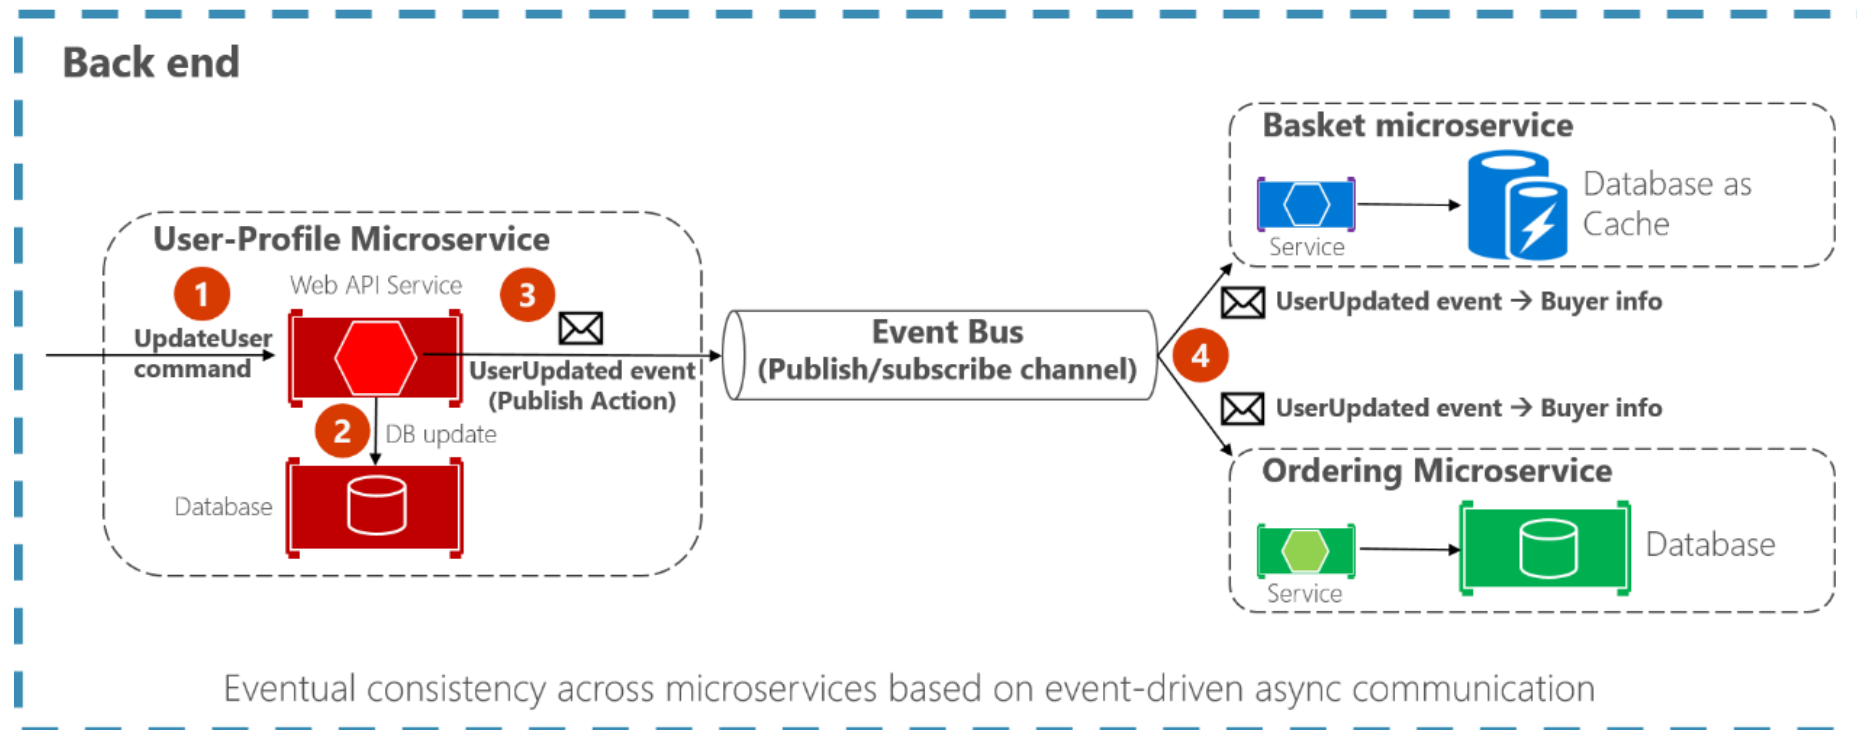 Back end
User-Profile Microservice
1
Web API Service
3
UpdateUser
command
UserUpdated event
(Publish Action)
2
DB update
Database
Event Bus
(Publish/subscribe channel)
4
Basket microservice
Service
Database as
Cache
UserUpdated event → Buyer info
UserUpdated event → Buyer info
Ordering Microservice
Service
Database
Eventual consistency across microservices based on event-driven async communication